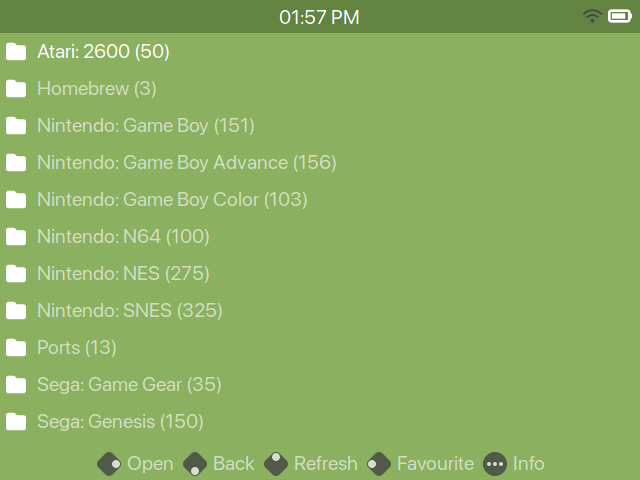 01:57 PM
Atari: 2600 (50)
Homebrew (3)
Nintendo: Game Boy (151)
Nintendo: Game Boy Advance (156)
Nintendo: Game Boy Color (103)
Nintendo: N64 (100)
Nintendo: NES (275)
Nintendo: SNES (325)
Ports (13)
Sega: Game Gear (35)
Sega: Genesis (150)
Open Back Refresh Favourite Info